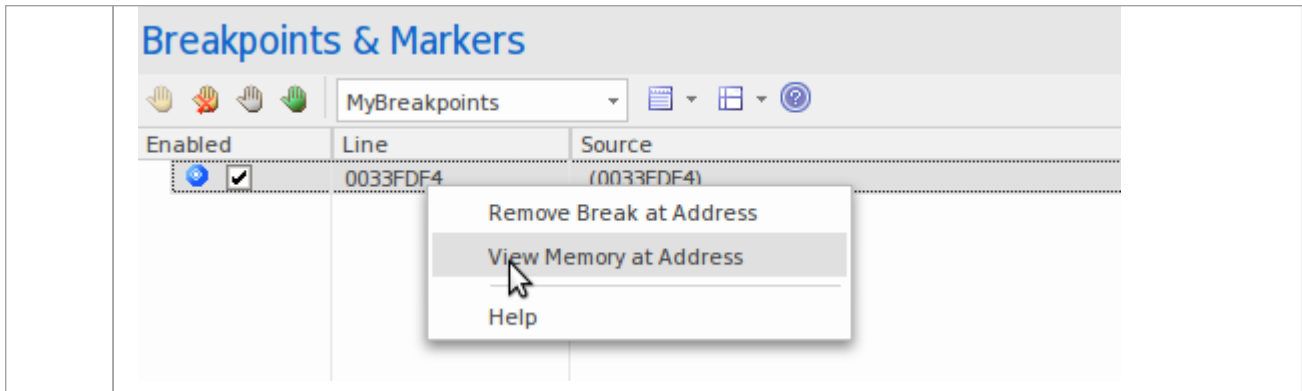 Breakpoints & Markers
MyBreakpoints
Enabled Line Source
0033FDF4 (0033FDF4)
Remove Break at Address
View Memory at Address
Help